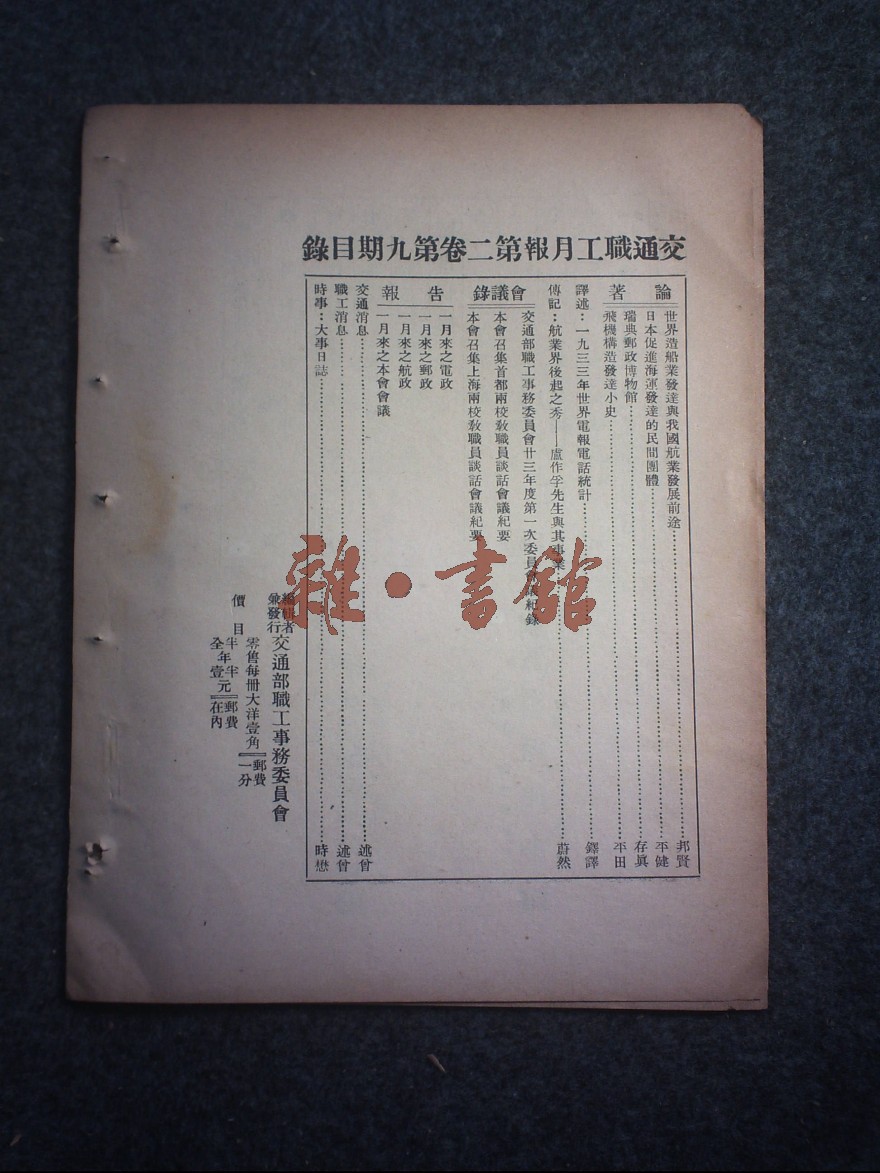 交通職工月報第二卷第九期目錄
論著
世界造船業發達與我國航業發展前途 邦賢
日本促進海運發達的民間團體 平健
瑞典郵政博物館 存眞
飛機構造發達小史 平田
譯述：一九三三年世界電報電話統計 鐸譯
傳記：航業界後起之秀——盧作孚先生與其事業 蔚然
會議錄
交通部職工事務委員會廿三年度第一次委員會議紀錄
本會召集首都兩校教職員談話會議紀要
本會召集上海兩校教職員談話會議紀要
報告
一月來之電政
一月來之郵政
一月來之航政
一月來之本會會議
交通消息 述曾
職工消息 述曾
時事：大事日誌 時懋
編輯者兼發行 交通部職工事務委員會
價目
零售每冊大洋壹角 郵費一分
半年半元
全年壹元
郵費在內
雜·書館